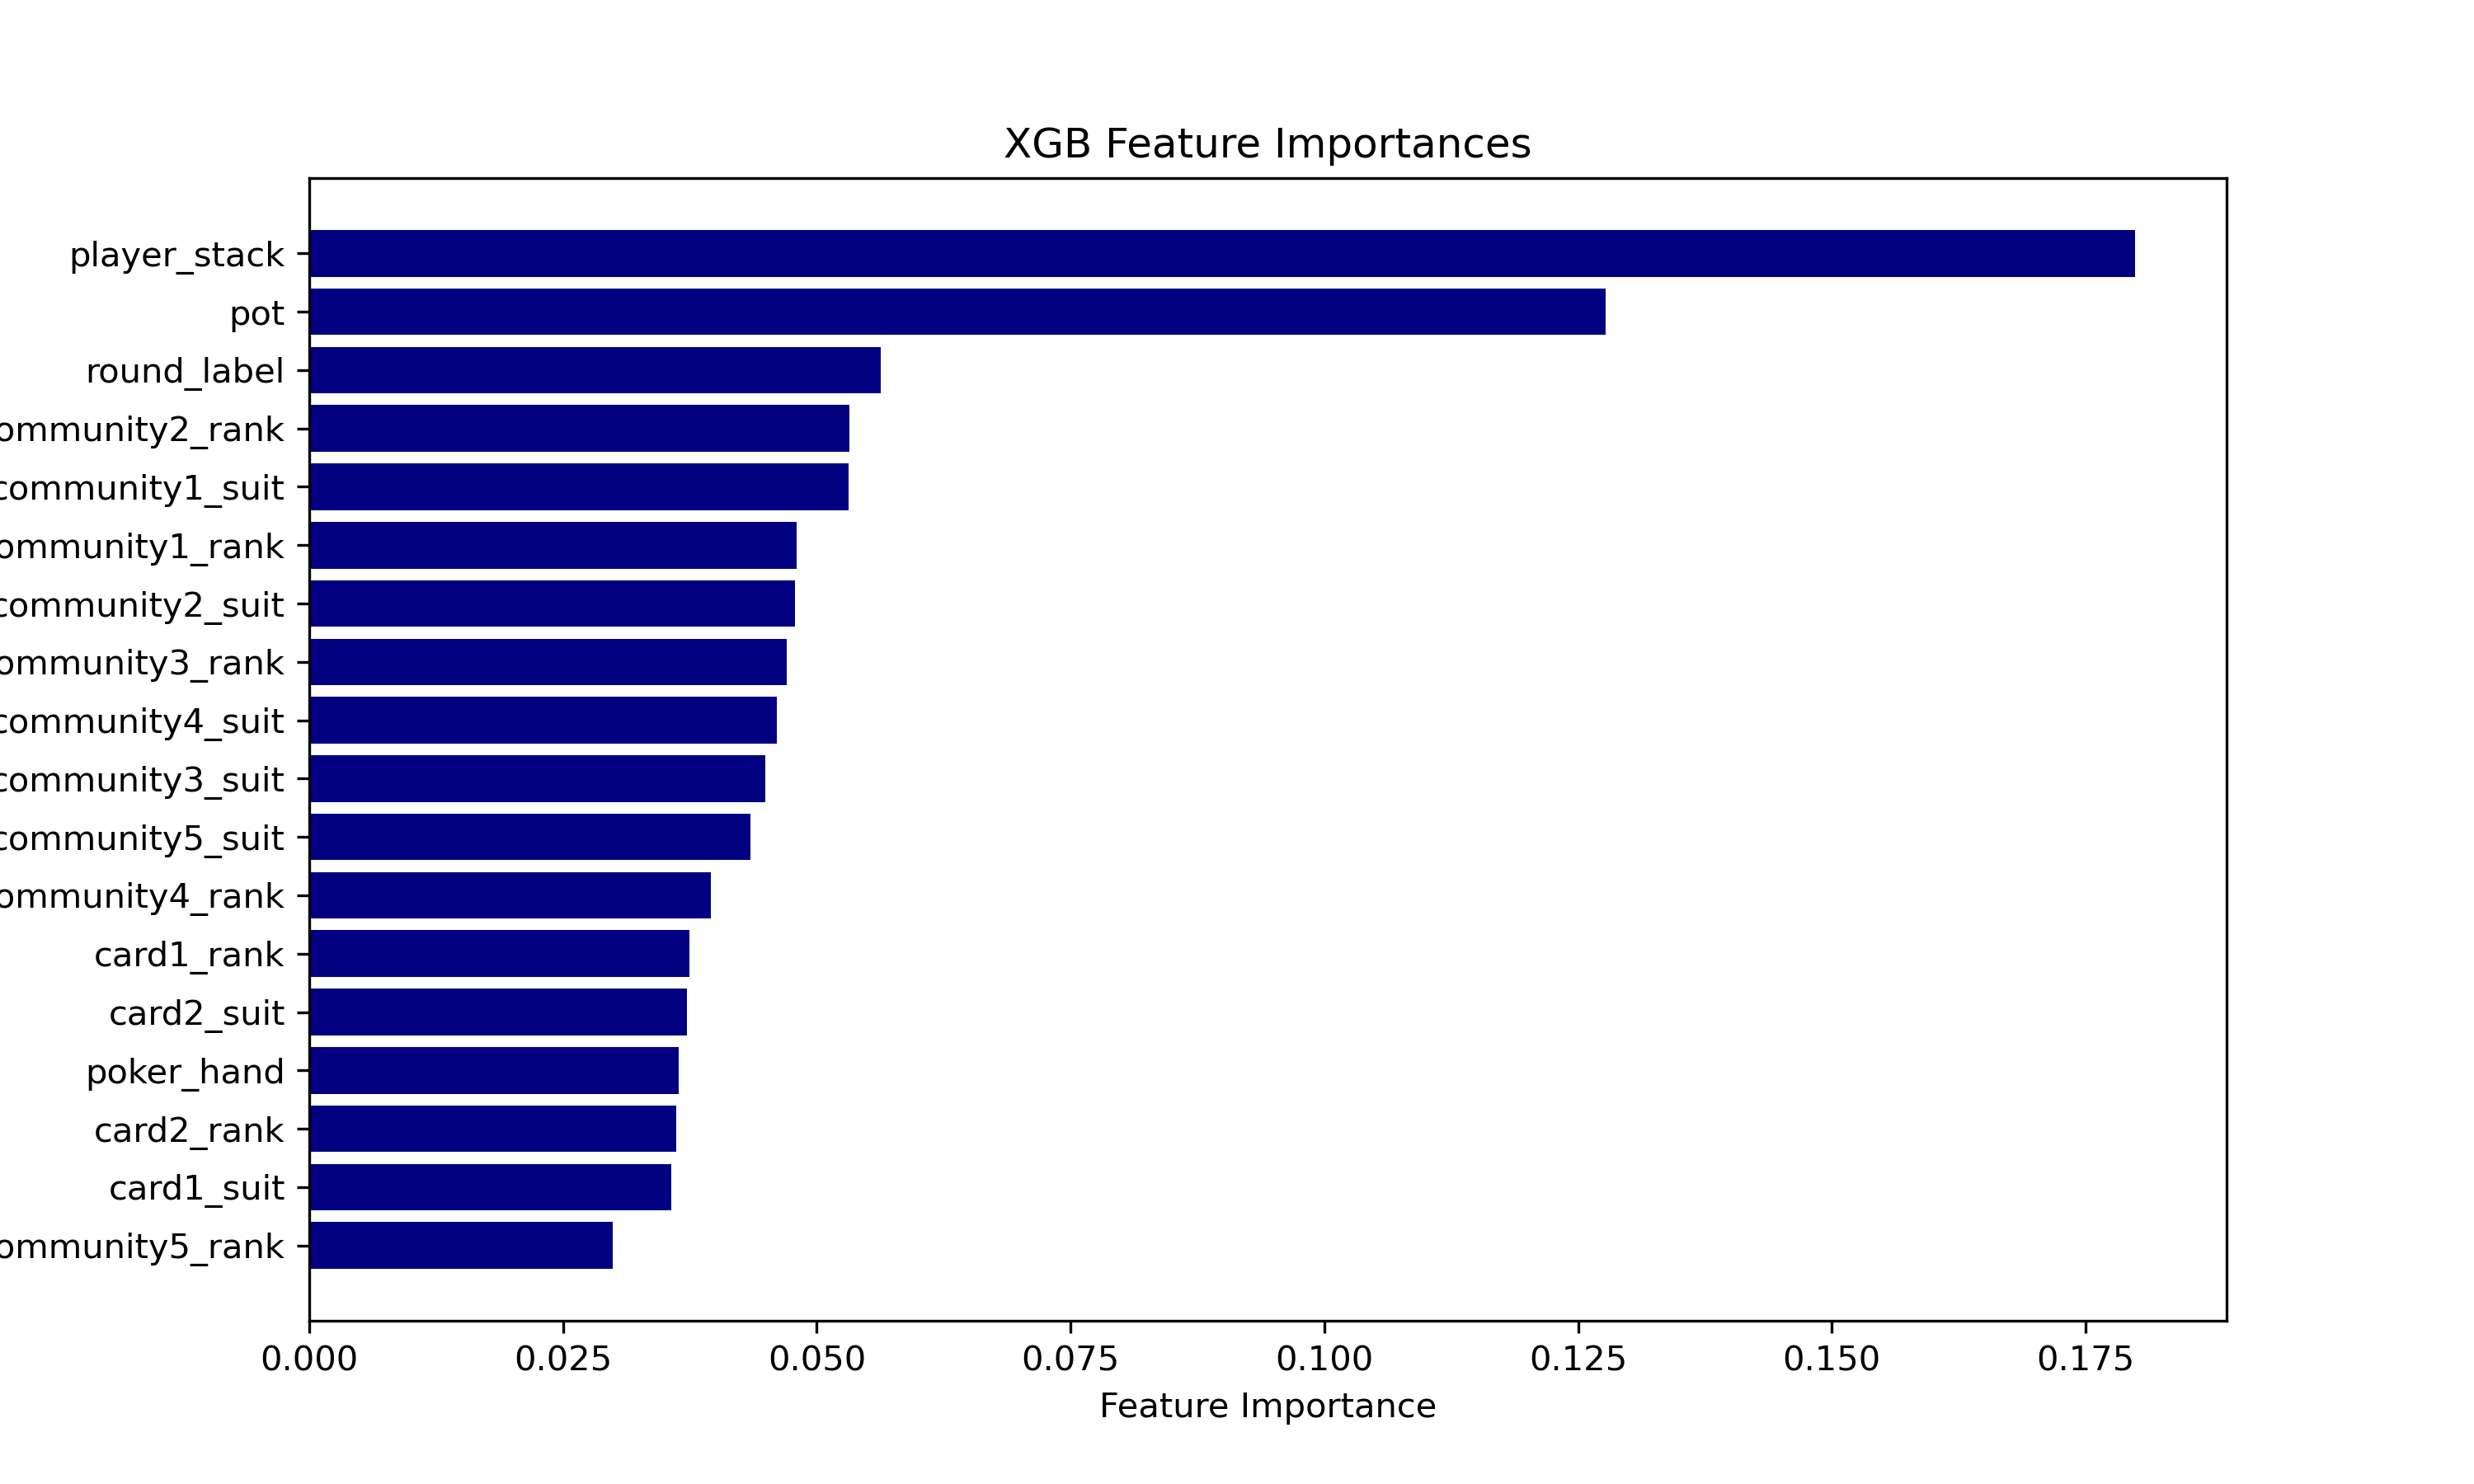 XGB Feature Importances
player_stack
pot
round_label
ommunity2_rank
community1_suit
ommunity1_rank
community2_suit
ommunity3_rank
community4_suit
community3_suit
community5_suit
ommunity4_rank
card1_rank
card2_suit
poker_hand
card2_rank
card1_suit
ommunity5_rank
0.000 0.025 0.050 0.075 0.100 0.125 0.150 0.175
Feature Importance